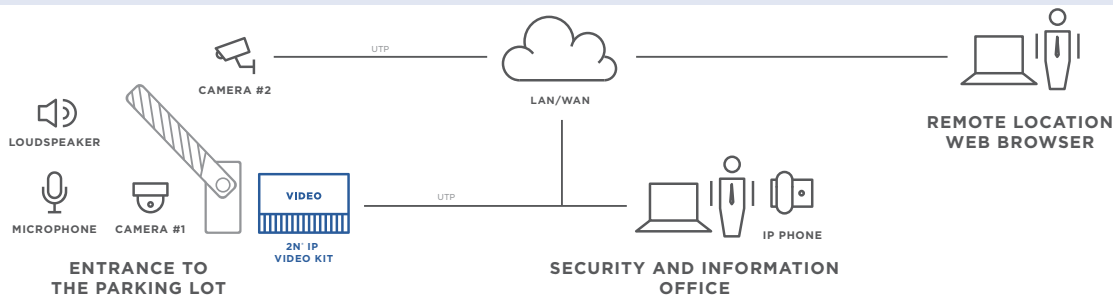 UTP
CAMERA #2
LAN/WAN
REMOTE LOCATION
WEB BROWSER
LOUDSPEAKER
MICROPHONE
CAMERA #1
VIDEO
2N° IP
VIDEO KIT
UTP
IP PHONE
ENTRANCE TO
THE PARKING LOT
SECURITY AND INFORMATION
OFFICE